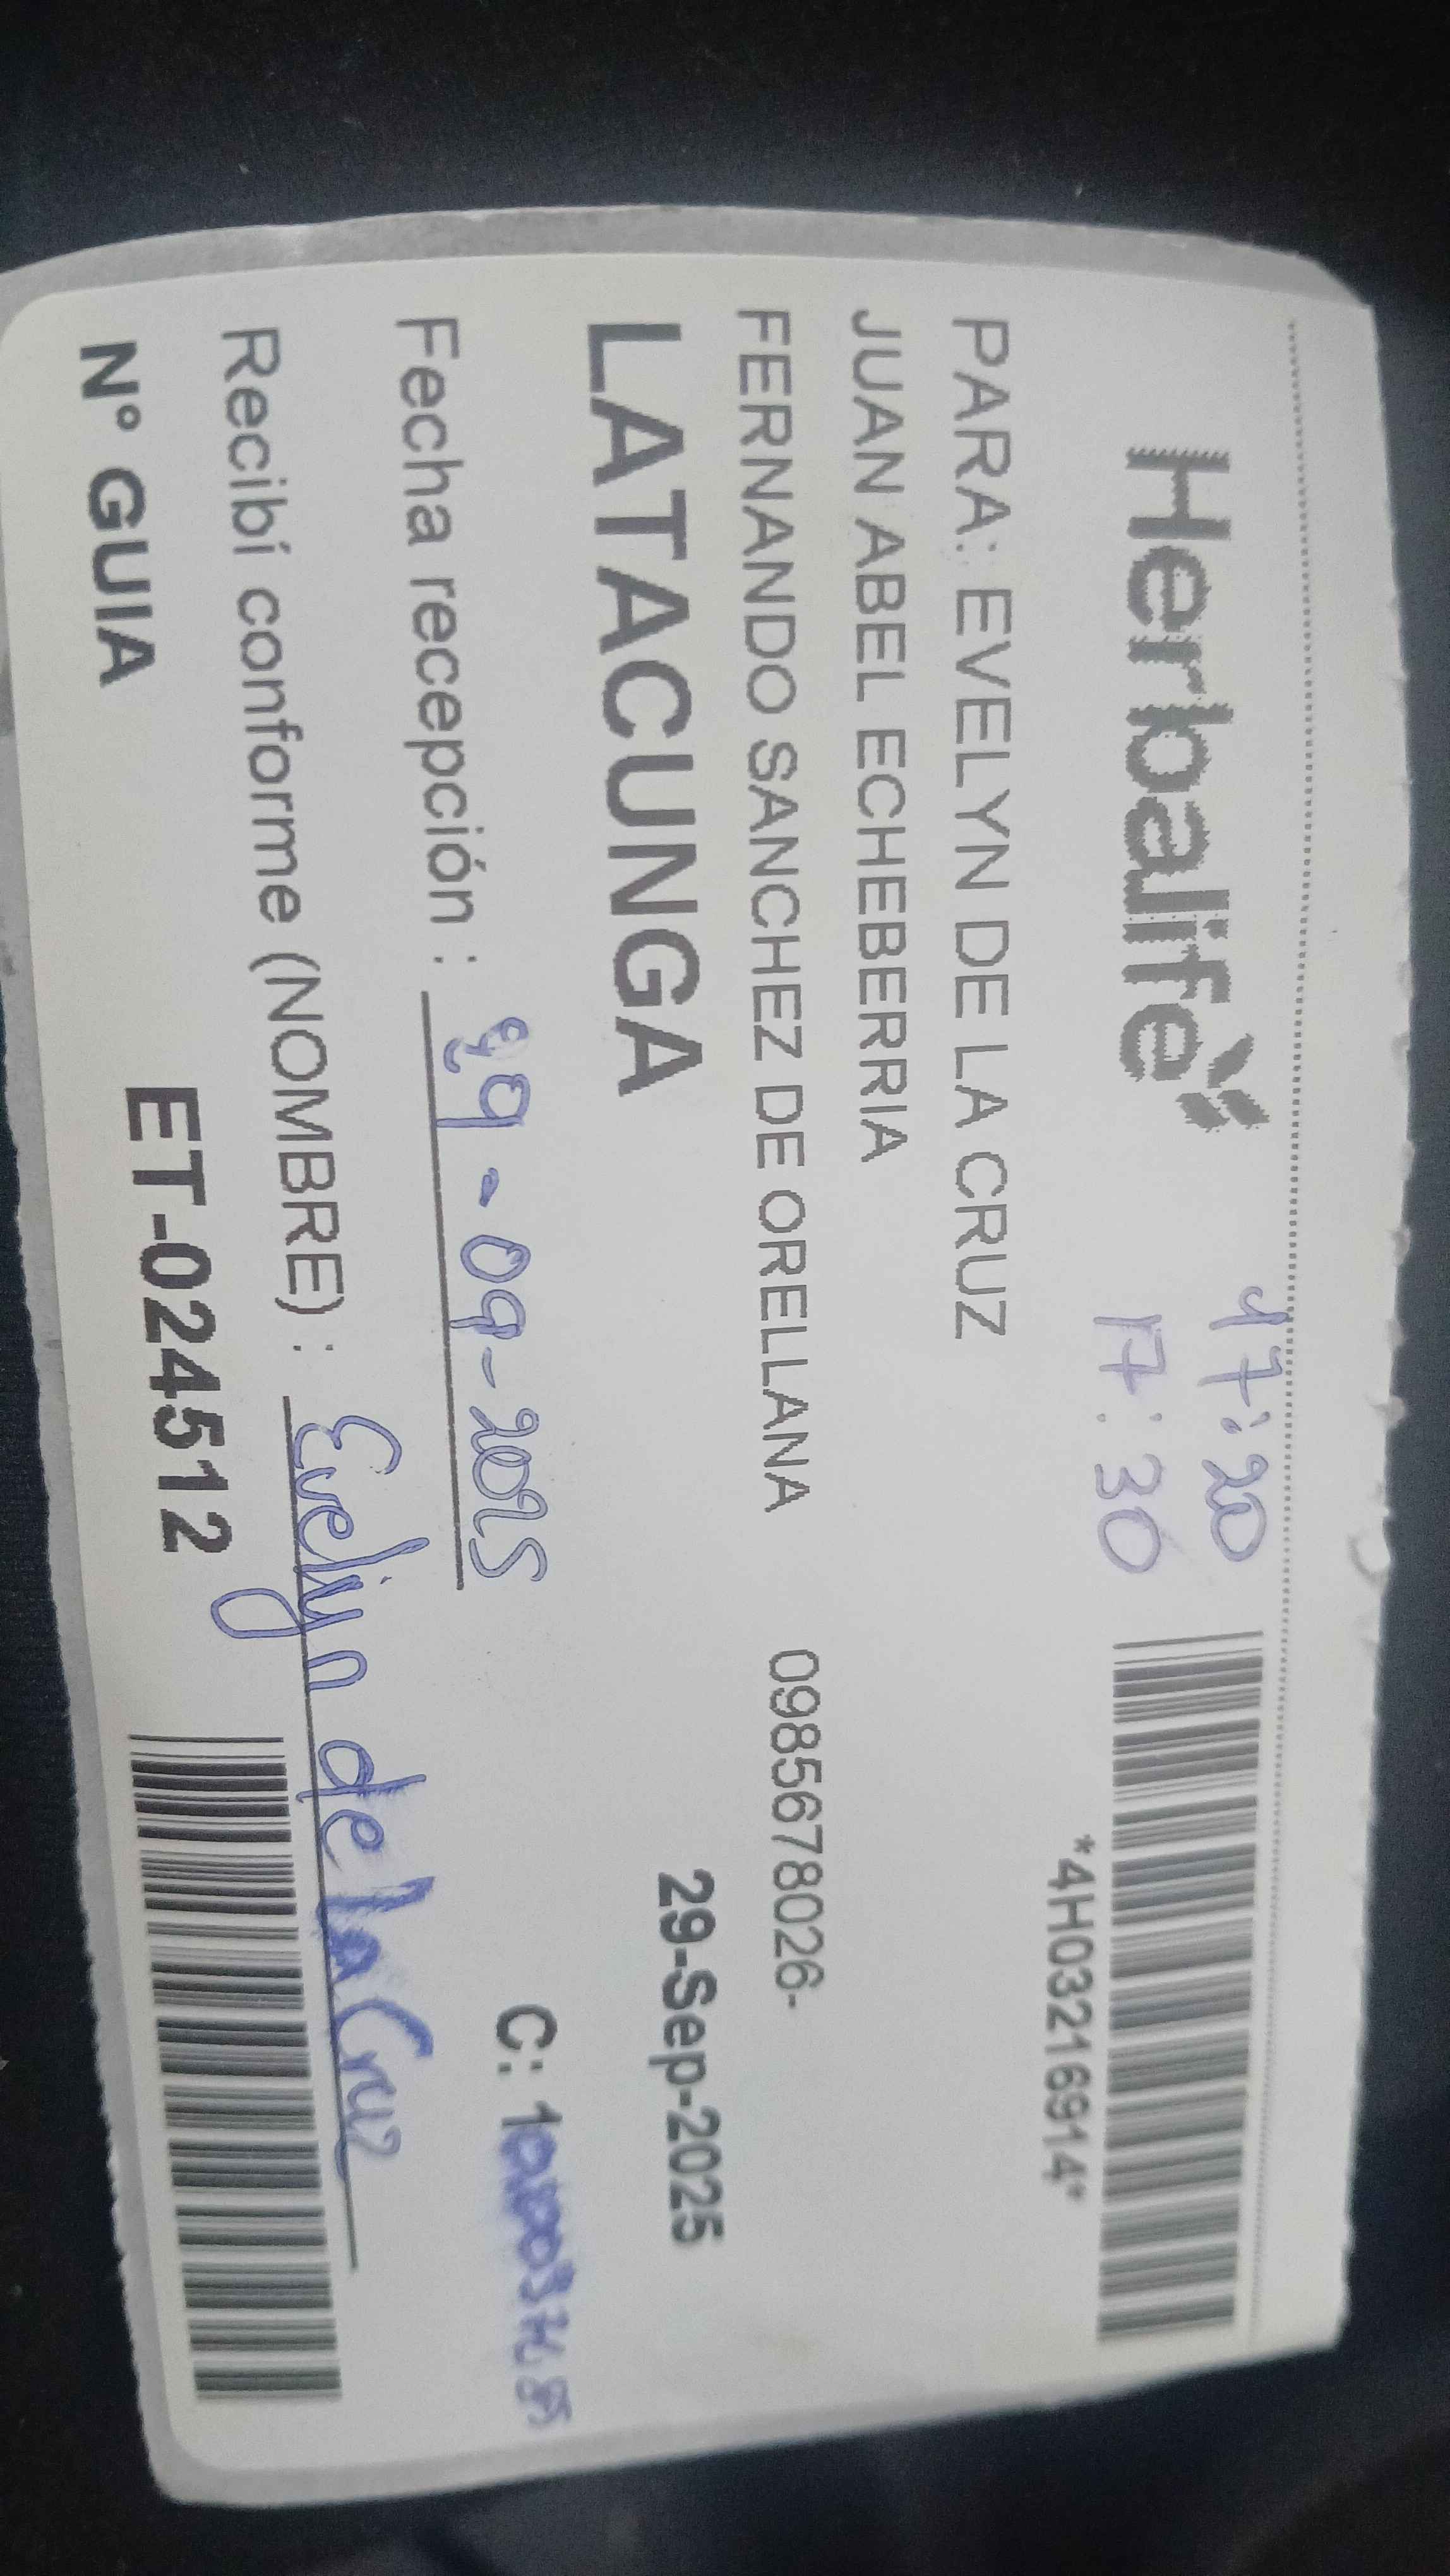 Herbalife
17:20
17:30
*4H03216914*
PARA: EVELYN DE LA CRUZ
JUAN ABEL ECHEBERRIA
FERNANDO SANCHEZ DE ORELLANA 0985678026-
LATACUNGA 29-Sep-2025
Fecha recepción : 29-09-2025
C: 1
Recibí conforme (NOMBRE) : Evelyn de la Cruz
N° GUIA ET-024512